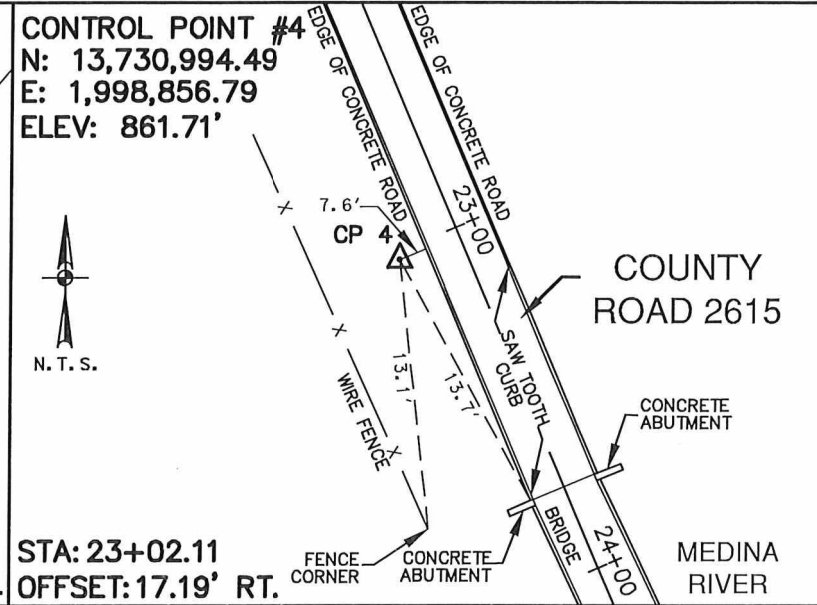 CONTROL POINT #4
N: 13,730,994.49
E: 1,998,856.79
ELEV: 861.71'
EDGE OF CONCRETE ROAD
EDGE OF CONCRETE ROAD
7.6'
CP 4
23+00
COUNTY
ROAD 2615
N.T.S.
X
X
X
WIRE FENCE
13.1'
13.7'
SAW TOOTH
CURB
CONCRETE
ABUTMENT
BRIDGE
24+00
MEDINA
RIVER
FENCE
CORNER
CONCRETE
ABUTMENT
STA: 23+02.11
OFFSET: 17.19' RT.